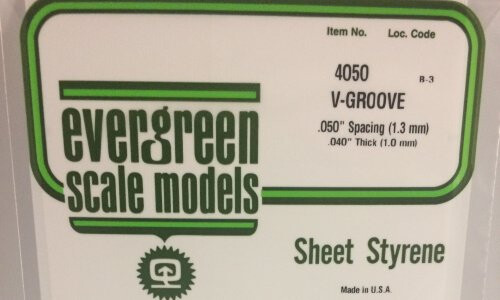 Item No. Loc. Code
4050 B-3
V-GROOVE
.050" Spacing (1.3 mm)
.040" Thick (1.0 mm)
evergreen
scale models
Sheet Styrene
Made in U.S.A